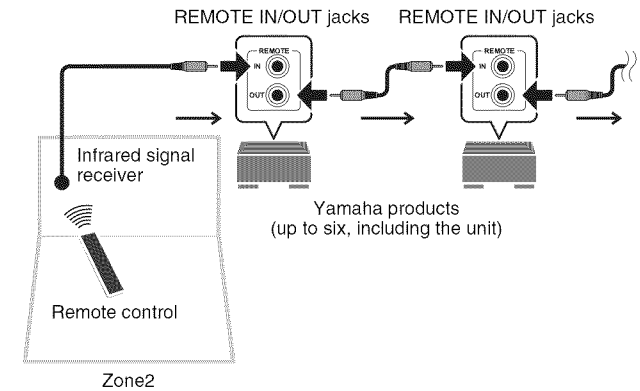 REMOTE IN/OUT jacks
REMOTE IN/OUT jacks
REMOTE
IN
OUT
REMOTE
IN
OUT
Infrared signal
receiver
Yamaha products
(up to six, including the unit)
Remote control
Zone2